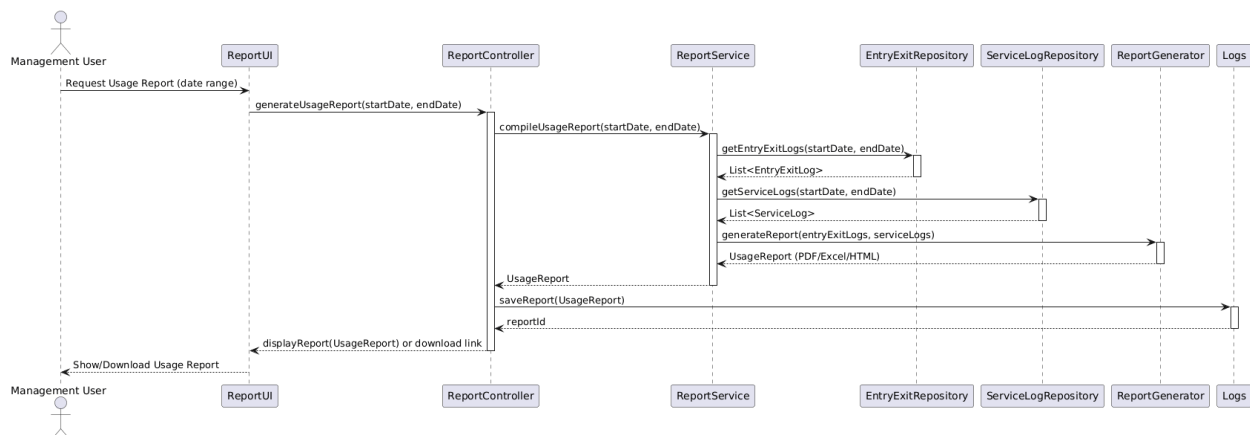 Management User
ReportUI
ReportController
ReportService
EntryExitRepository
ServiceLogRepository
ReportGenerator
Logs
Request Usage Report (date range)
generateUsageReport(startDate, endDate)
compileUsageReport(startDate, endDate)
getEntryExitLogs(startDate, endDate)
List<EntryExitLog>
getServiceLogs(startDate, endDate)
List<ServiceLog>
generateReport(entryExitLogs, serviceLogs)
UsageReport (PDF/Excel/HTML)
UsageReport
saveReport(UsageReport)
reportId
displayReport(UsageReport) or download link
Show/Download Usage Report
Management User
ReportUI
ReportController
ReportService
EntryExitRepository
ServiceLogRepository
ReportGenerator
Logs